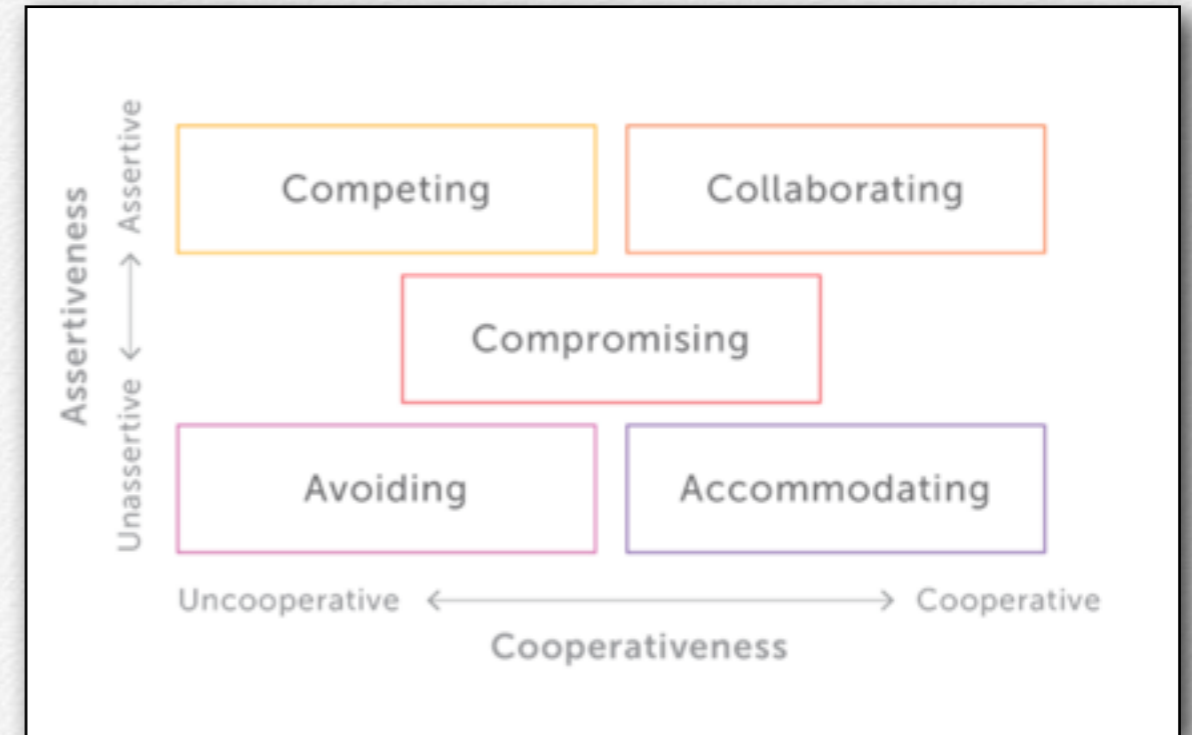 Assertiveness
Assertive
Unassertive
Competing
Collaborating
Compromising
Avoiding
Accommodating
Uncooperative
Cooperative
Cooperativeness